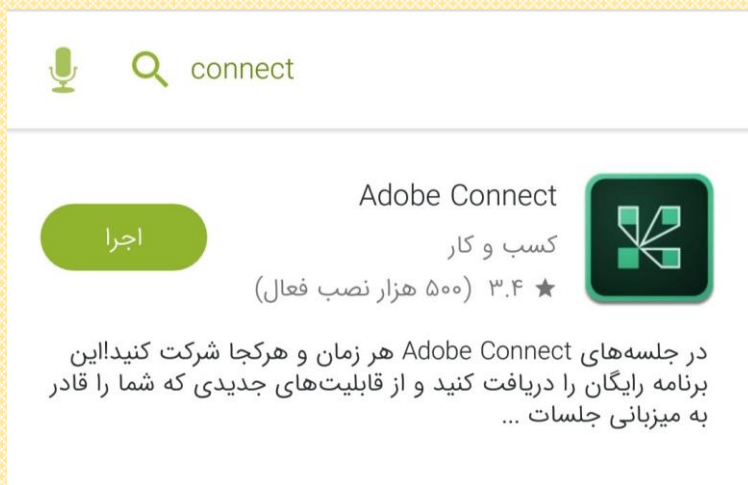 connect
Adobe Connect
کسب و کار
اجرا
★ ۳.۴ (۵۰۰ هزار نصب فعال)
در جلسه‌های Adobe Connect هر زمان و هرکجا شرکت کنید!این
برنامه رایگان را دریافت کنید و از قابلیت‌های جدیدی که شما را قادر
به میزبانی جلسات ...